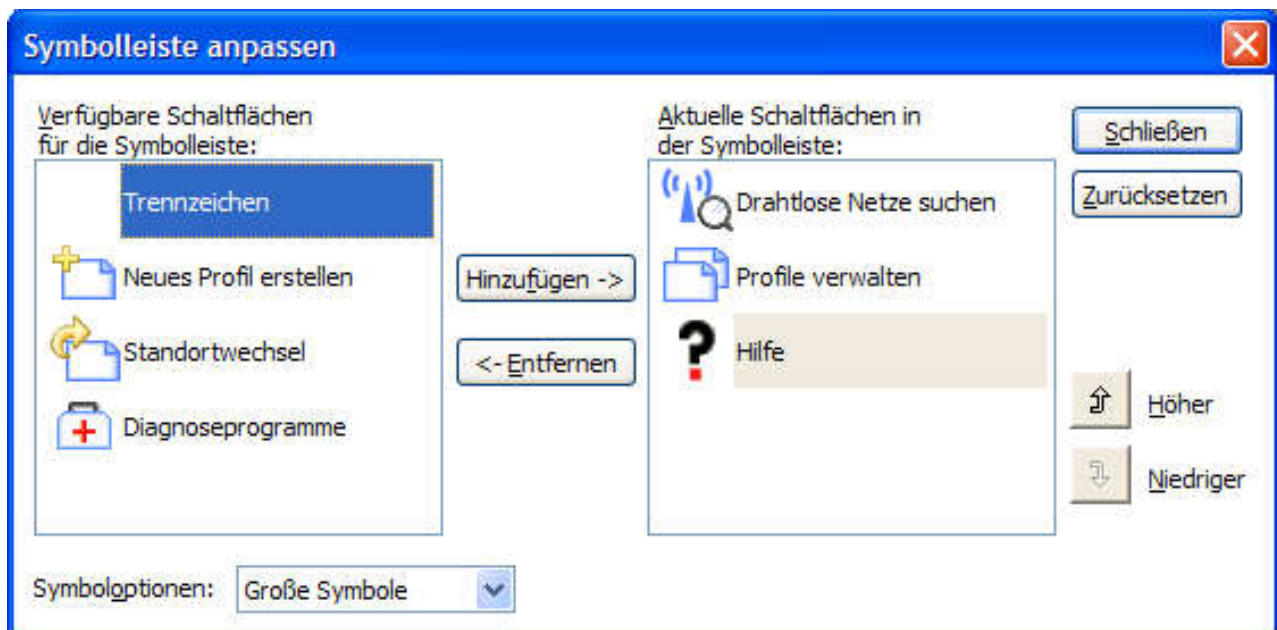 Symbolleiste anpassen
Verfügbare Schaltflächen
für die Symbolleiste:
Trennzeichen
Neues Profil erstellen
Standortwechsel
Diagnoseprogramme
Hinzufügen ->
<- Entfernen
Aktuelle Schaltflächen in
der Symbolleiste:
Drahtlose Netze suchen
Profile verwalten
Hilfe
Schließen
Zurücksetzen
Höher
Niedriger
Symboloptionen:
Große Symbole